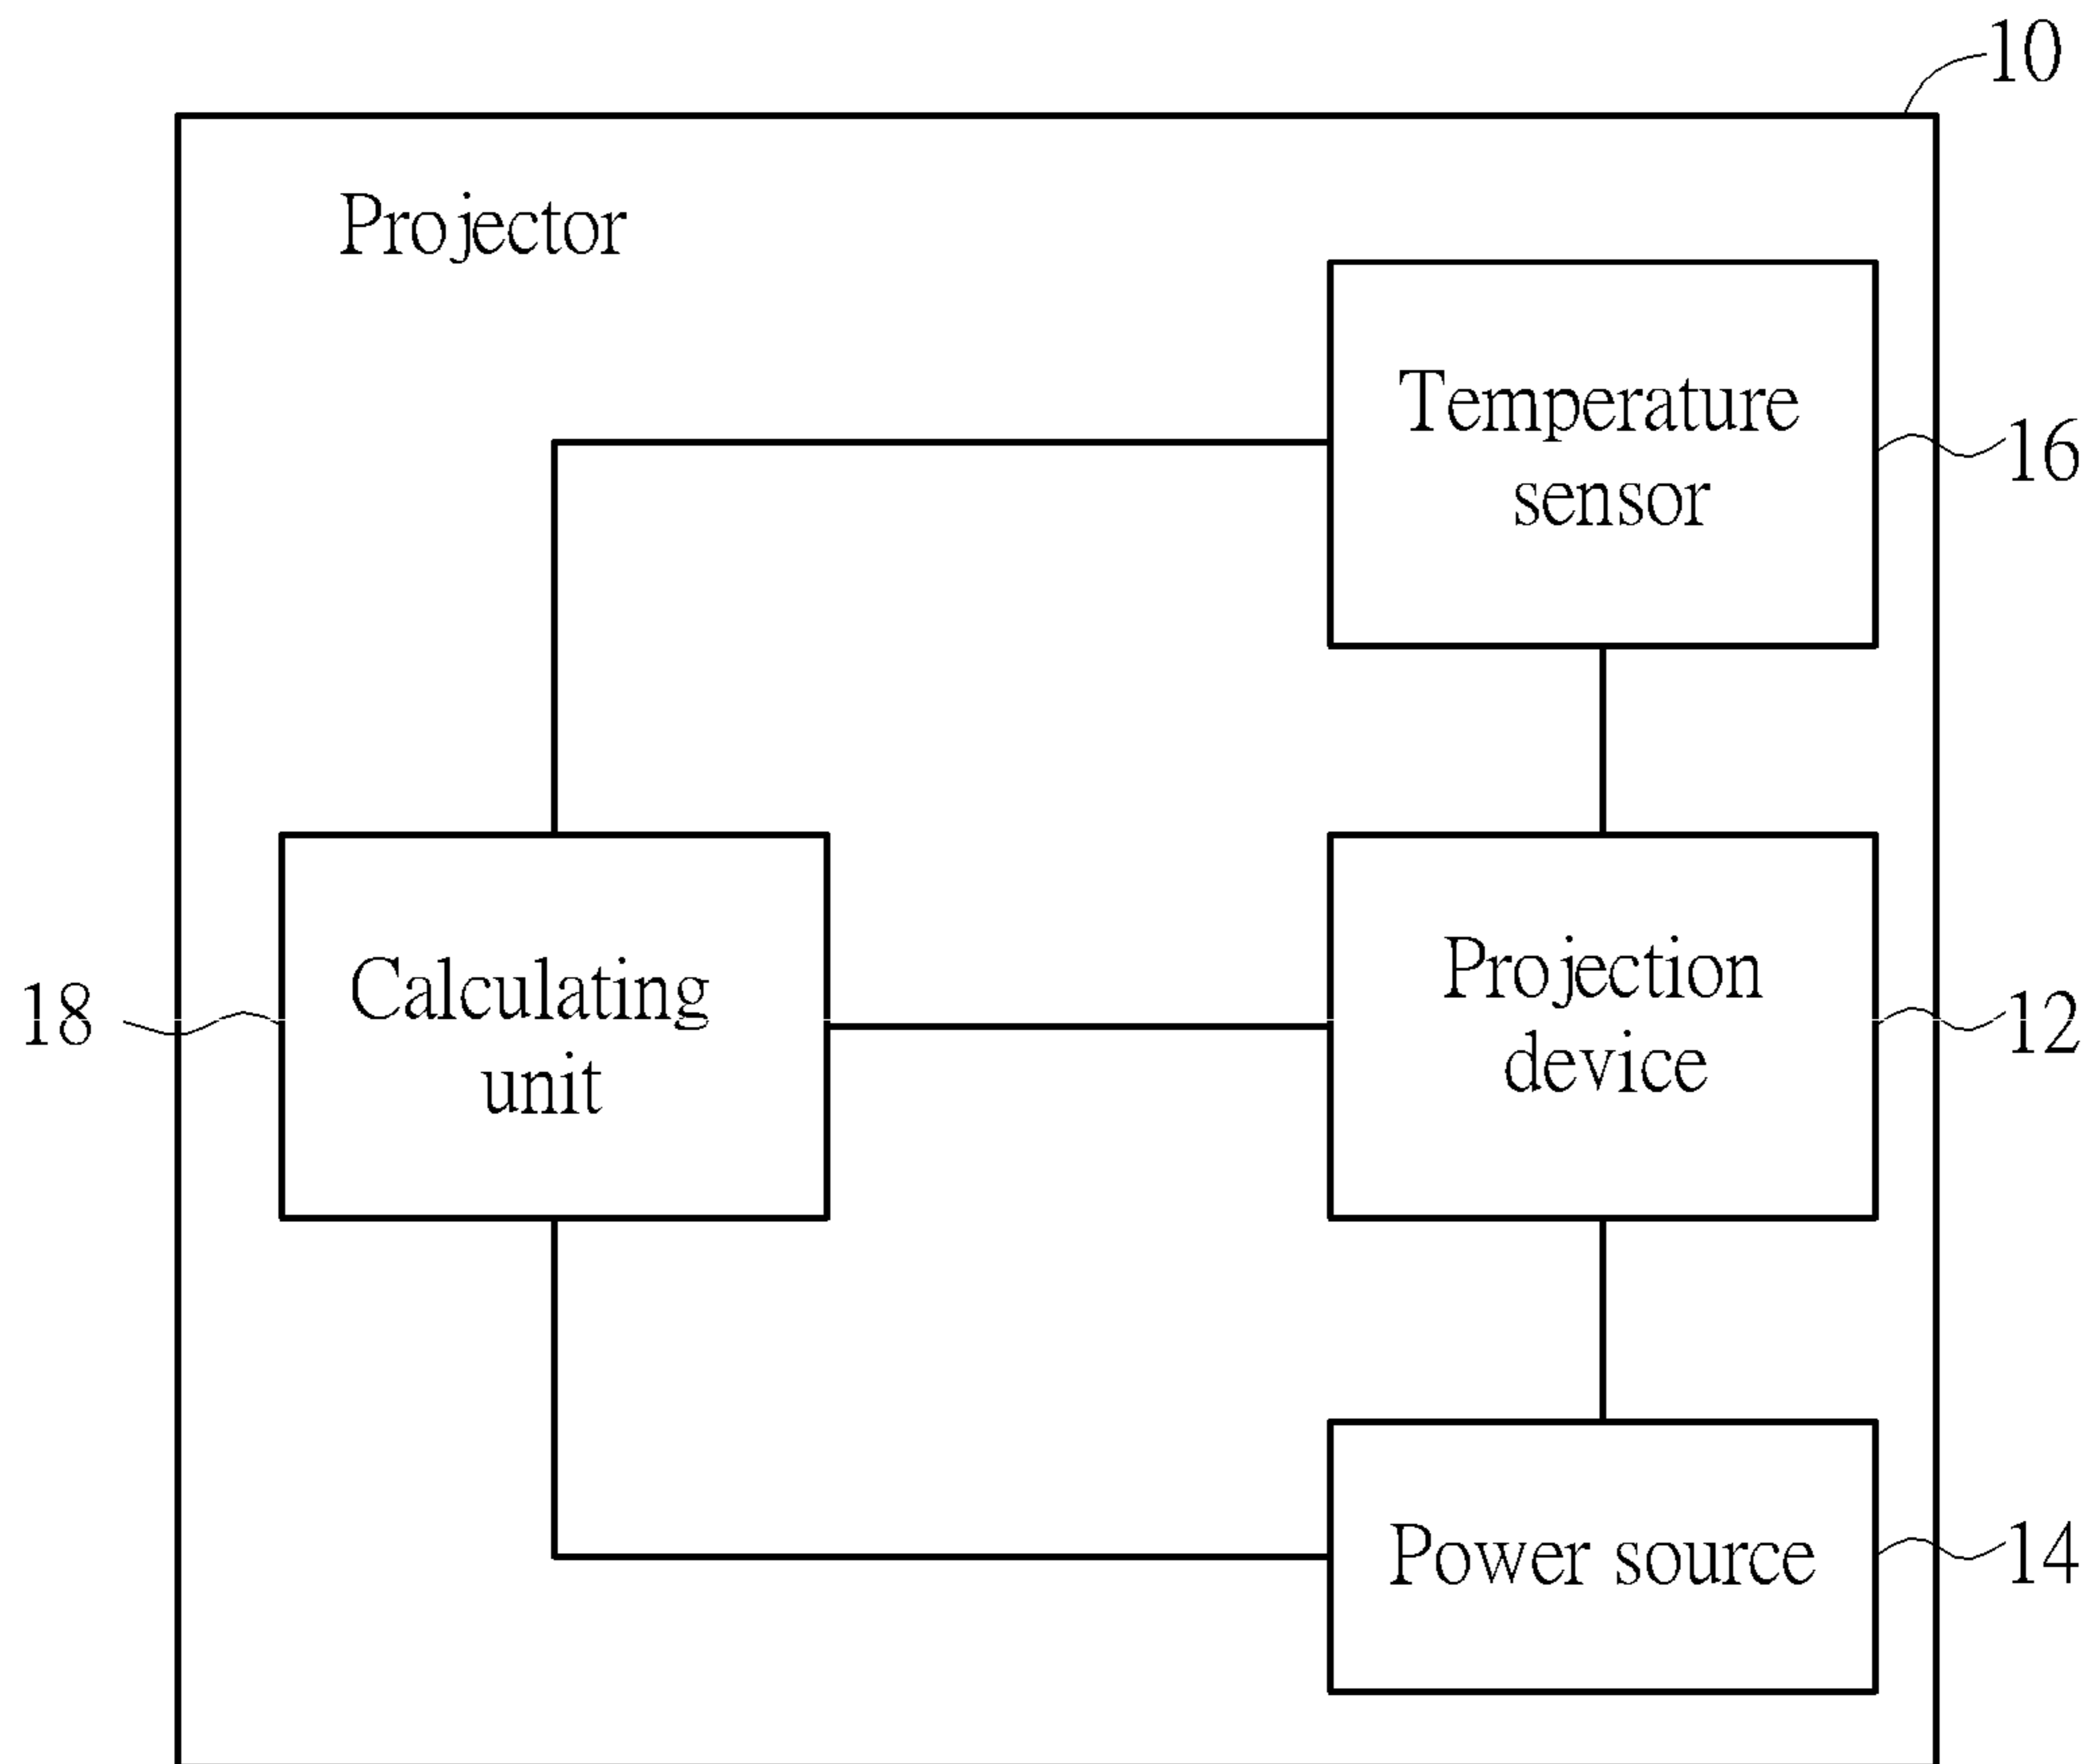 10
Projector
Temperature
sensor
16
Calculating
unit
18
Projection
device
12
Power source
14